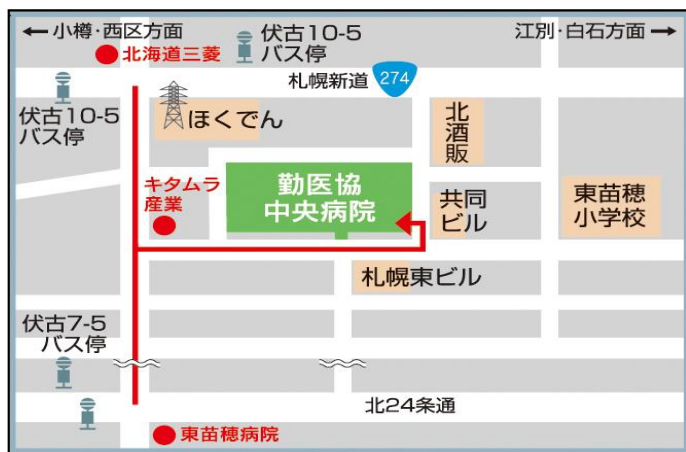 ← 小樽・西区方面
伏古10-5
バス停
江別・白石方面 →
北海道三菱
札幌新道
274
伏古10-5
バス停
ほくでん
北酒販
キタムラ
産業
勤医協
中央病院
共同
ビル
東苗穂
小学校
札幌東ビル
伏古7-5
バス停
北24条通
東苗穂病院